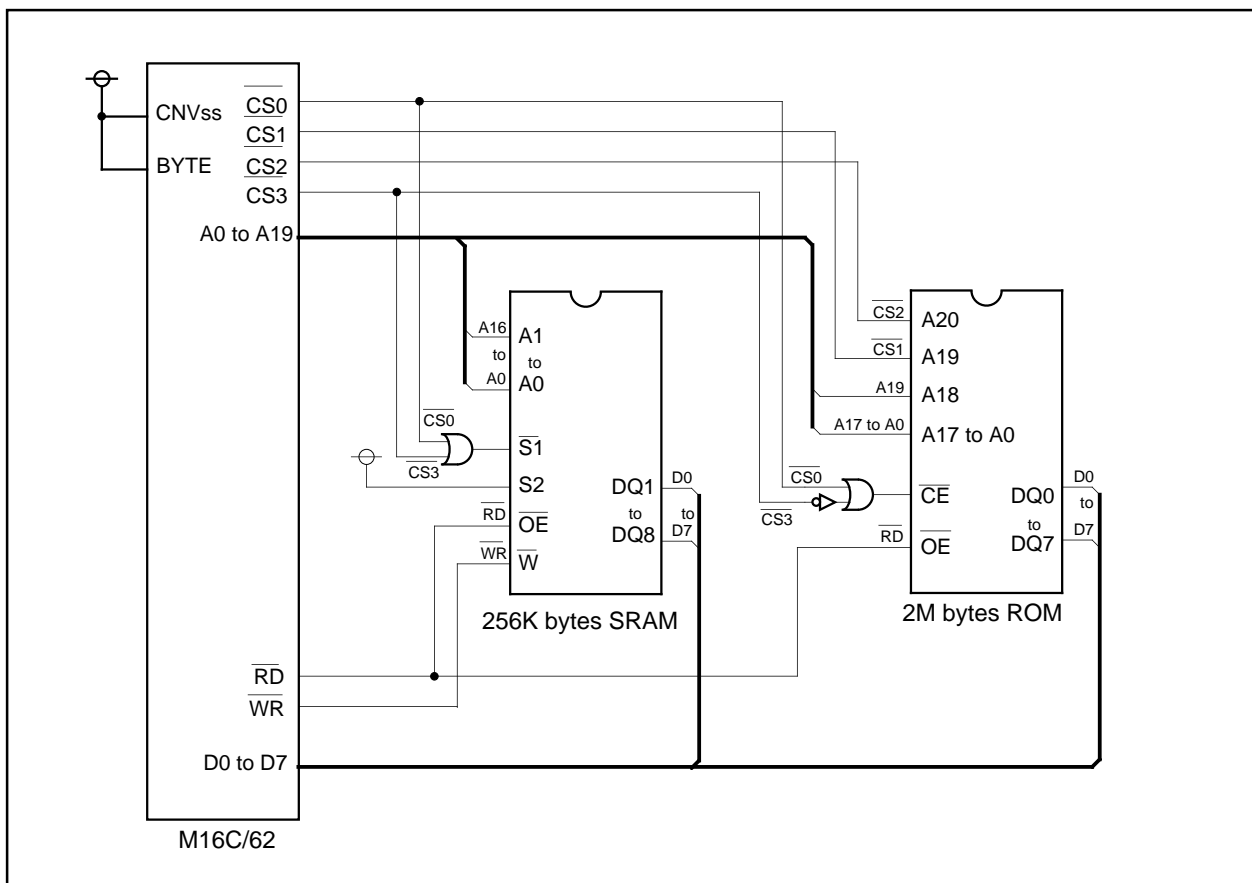 CNVss
BYTE
CS0
CS1
CS2
CS3
A0 to A19
RD
WR
D0 to D7
M16C/62
A16
to
A0
CS0
CS3
RD
WR
A1
to
A0
S1
S2
OE
W
DQ1
to
DQ8
D0
to
D7
256K bytes SRAM
CS2
CS1
A19
A17 to A0
CS0
CS3
RD
A20
A19
A18
A17 to A0
CE
OE
DQ0
to
DQ7
D0
to
D7
2M bytes ROM